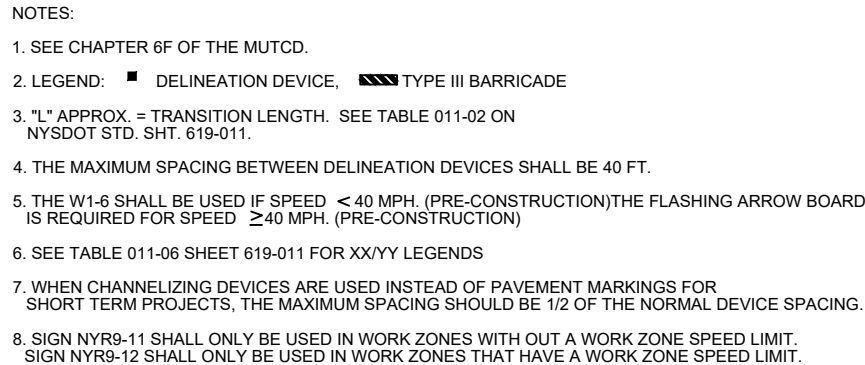 NOTES:
1. SEE CHAPTER 6F OF THE MUTCD.
2. LEGEND: ■ DELINEATION DEVICE, TYPE III BARRICADE
3. "L" APPROX. = TRANSITION LENGTH. SEE TABLE 011-02 ON
NYSDOT STD. SHT. 619-011.
4. THE MAXIMUM SPACING BETWEEN DELINEATION DEVICES SHALL BE 40 FT.
5. THE W1-6 SHALL BE USED IF SPEED < 40 MPH. (PRE-CONSTRUCTION)THE FLASHING ARROW BOARD
IS REQUIRED FOR SPEED ≥40 MPH. (PRE-CONSTRUCTION)
6. SEE TABLE 011-06 SHEET 619-011 FOR XX/YY LEGENDS
7. WHEN CHANNELIZING DEVICES ARE USED INSTEAD OF PAVEMENT MARKINGS FOR
SHORT TERM PROJECTS, THE MAXIMUM SPACING SHOULD BE 1/2 OF THE NORMAL DEVICE SPACING.
8. SIGN NYR9-11 SHALL ONLY BE USED IN WORK ZONES WITH OUT A WORK ZONE SPEED LIMIT.
SIGN NYR9-12 SHALL ONLY BE USED IN WORK ZONES THAT HAVE A WORK ZONE SPEED LIMIT.